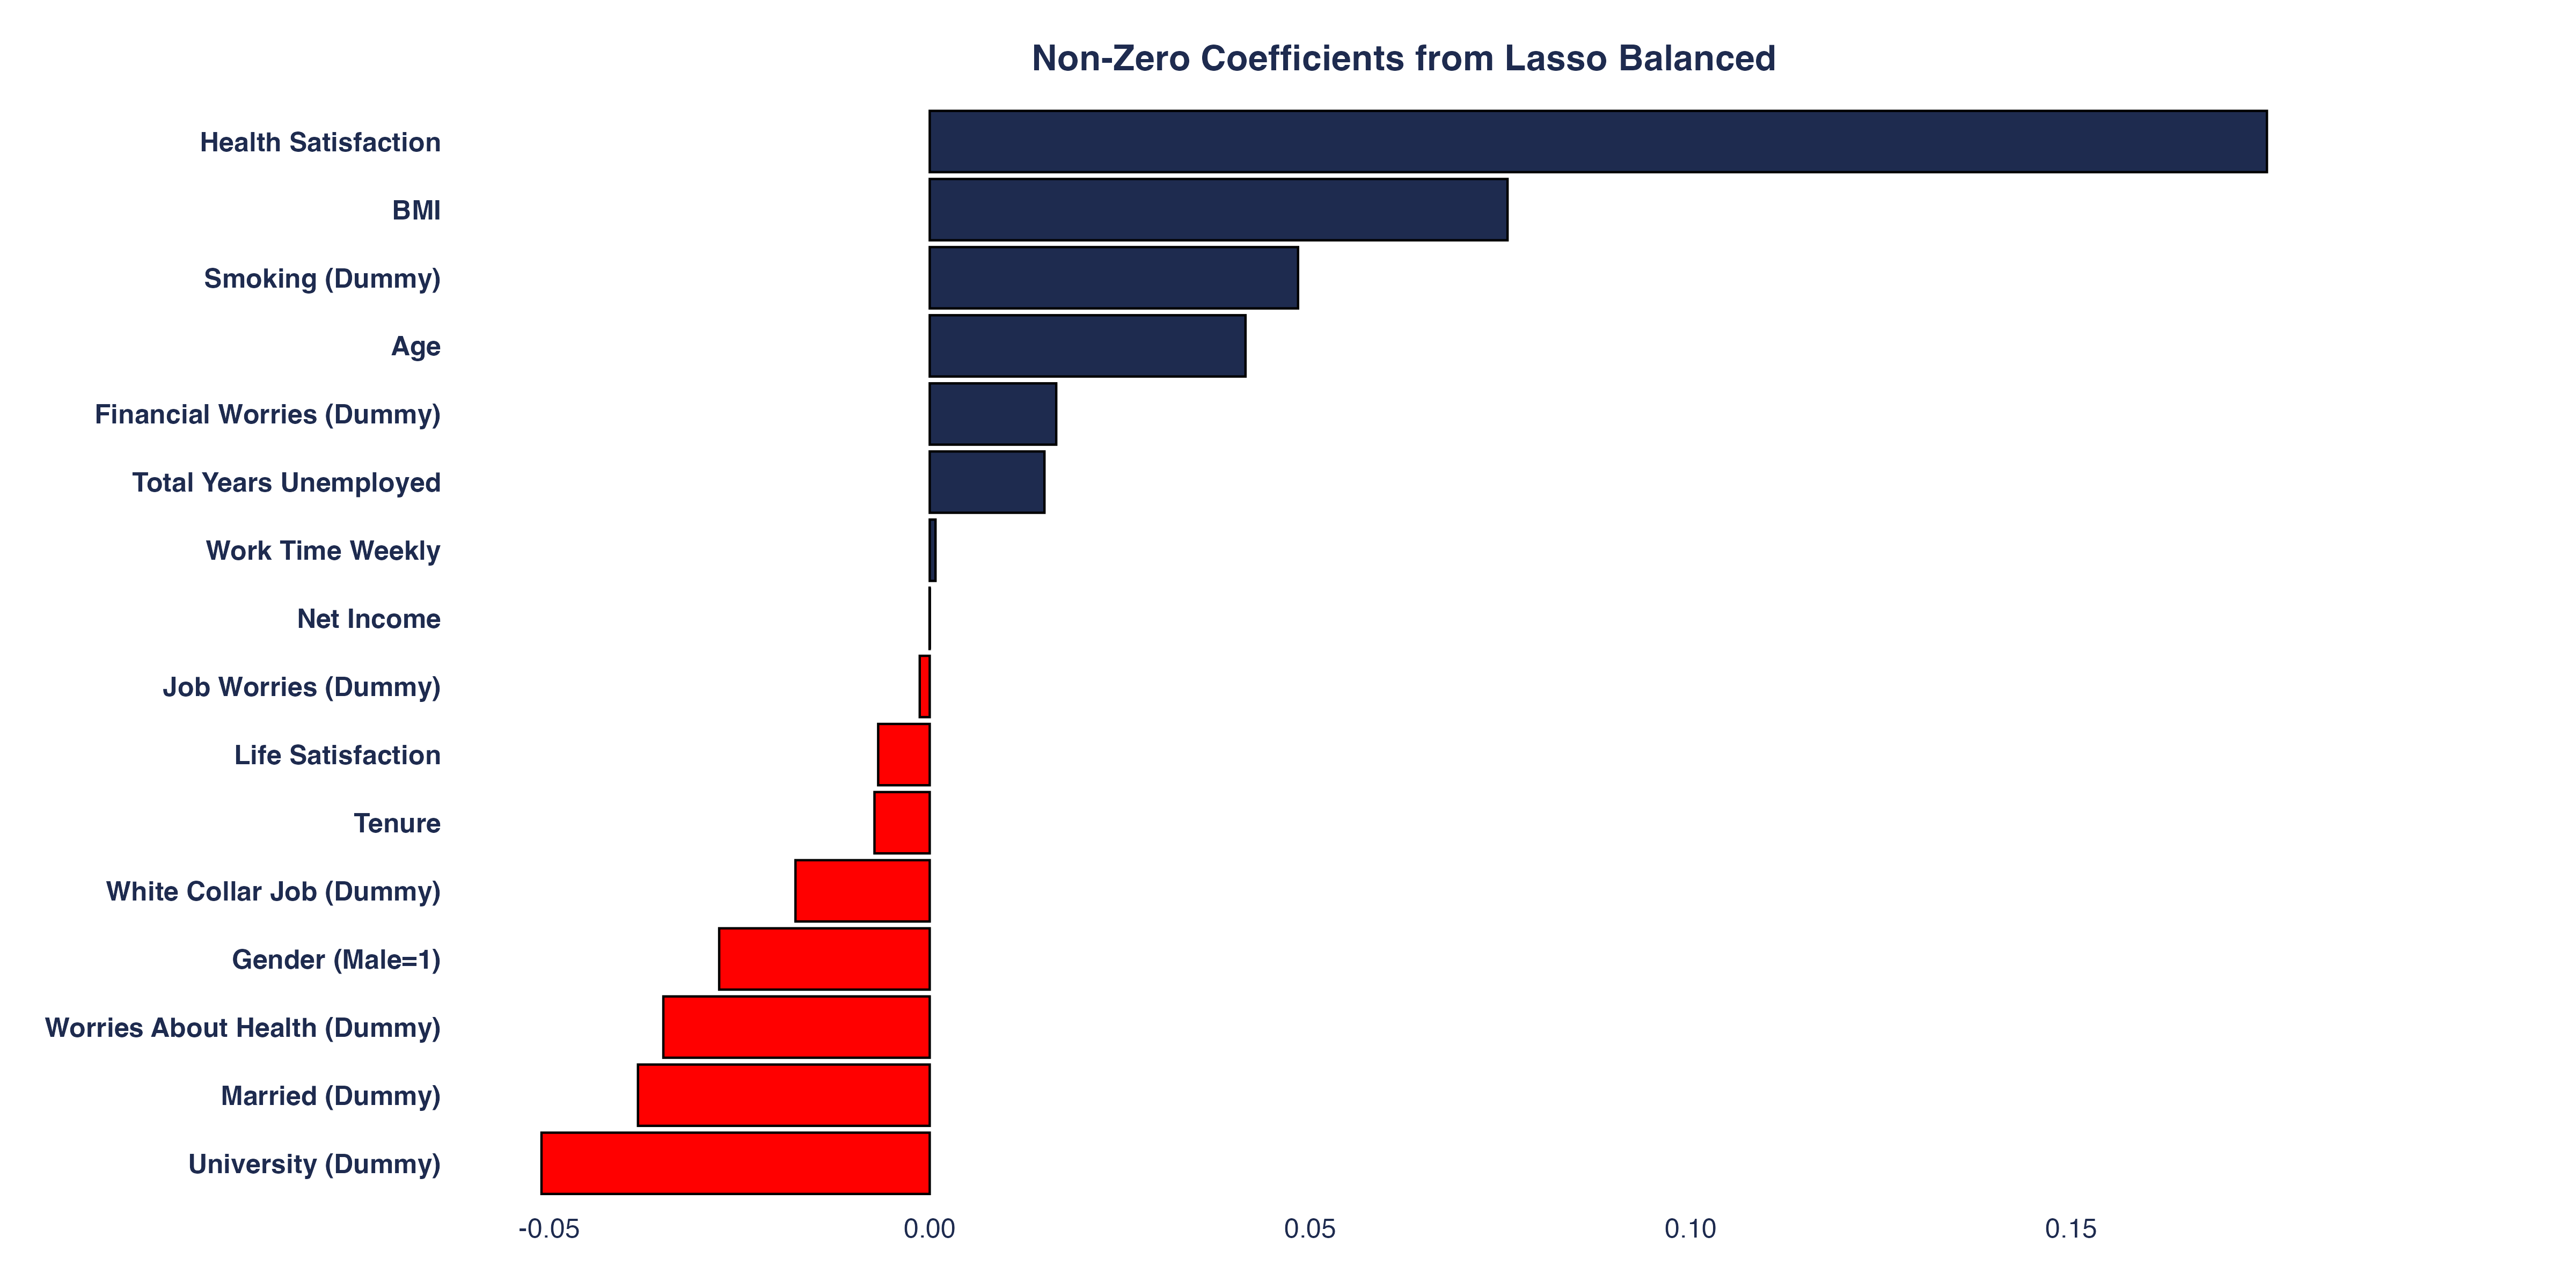 Non-Zero Coefficients from Lasso Balanced
Health Satisfaction
BMI
Smoking (Dummy)
Age
Financial Worries (Dummy)
Total Years Unemployed
Work Time Weekly
Net Income
Job Worries (Dummy)
Life Satisfaction
Tenure
White Collar Job (Dummy)
Gender (Male=1)
Worries About Health (Dummy)
Married (Dummy)
University (Dummy)
-0.05 0.00 0.05 0.10 0.15